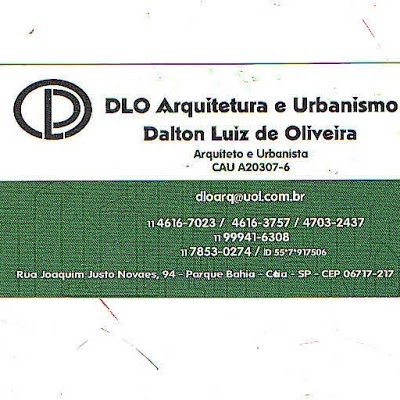 DLO Arquitetura e Urbanismo
Dalton Luiz de Oliveira
Arquiteto e Urbanista
CAU A20307-6
dloarq@uol.com.br
11 4616-7023 / 4616-3757 / 4703-2437
11 99941-6308
11 7853-0274 / ID 55*7*917506
Rua Joaquim Justo Novaes, 94 - Parque Bahia - Cotia - SP - CEP 06717-217